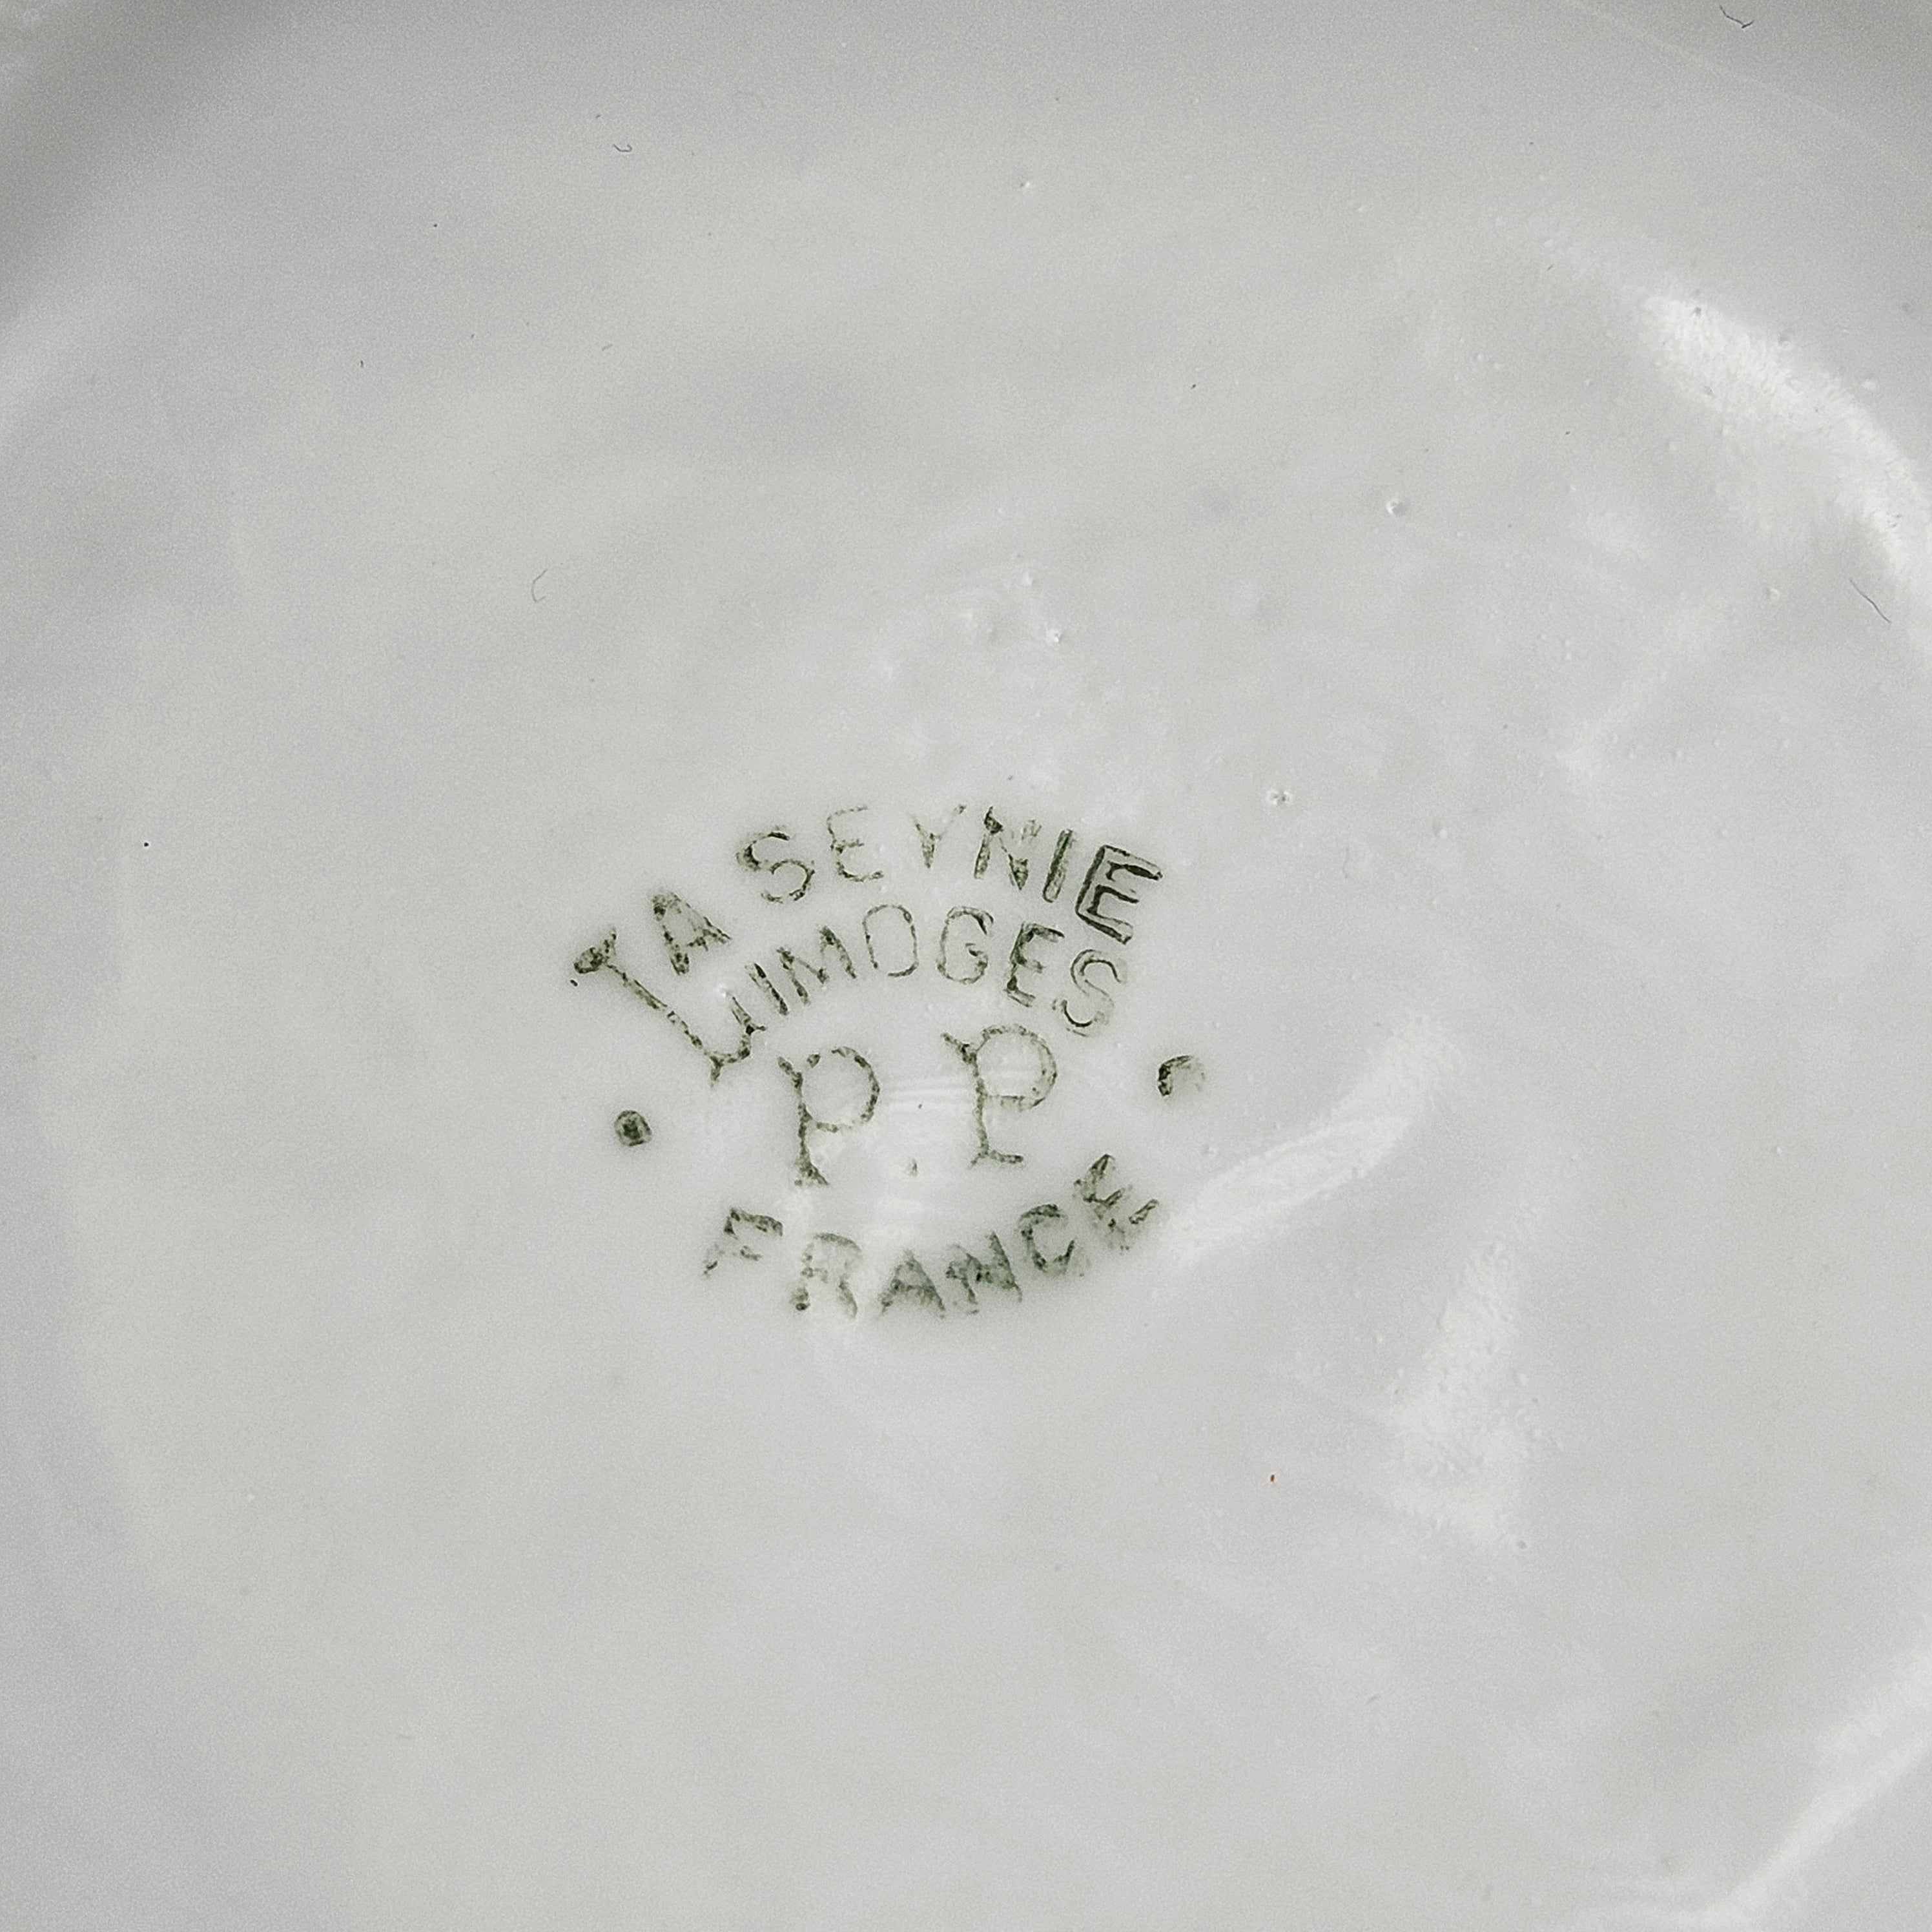 LA SEYNIE
LIMOGES
P.P
FRANCE